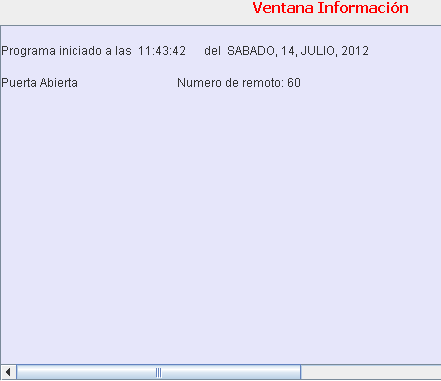 Ventana Información
Programa iniciado a las 11:43:42 del SABADO, 14, JULIO, 2012
Puerta Abierta Numero de remoto: 60